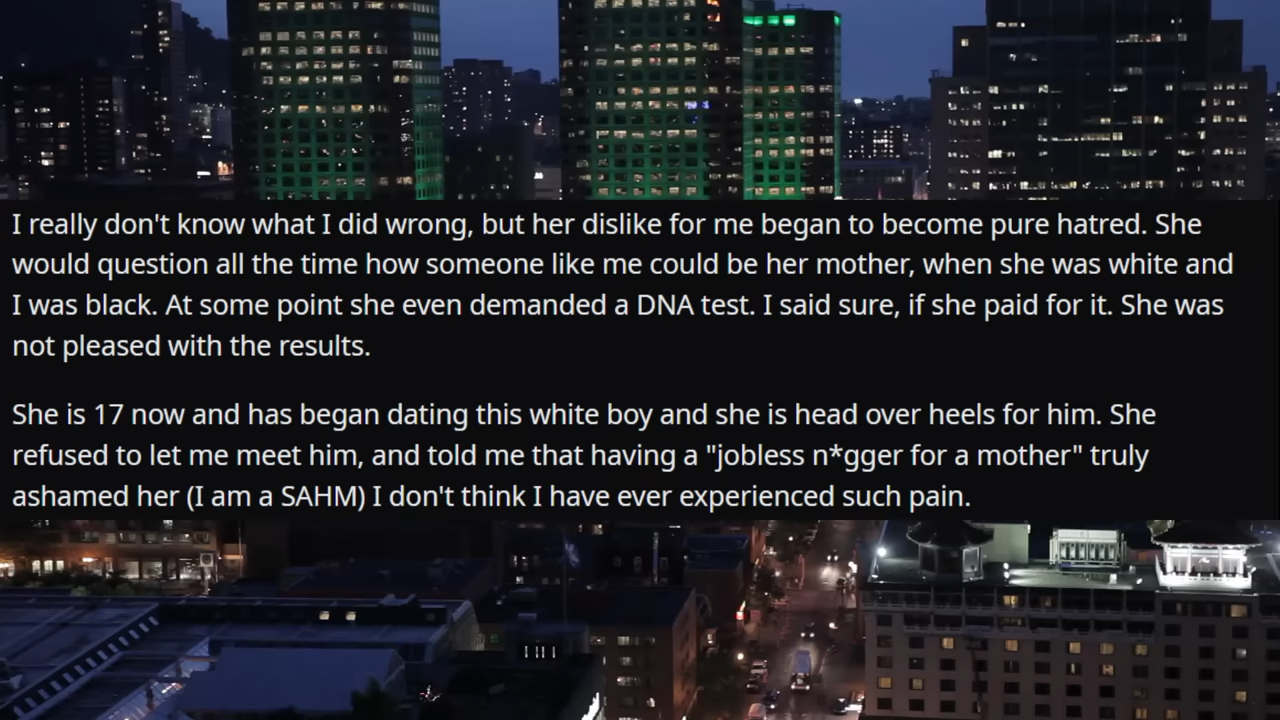 I really don't know what I did wrong, but her dislike for me began to become pure hatred. She
would question all the time how someone like me could be her mother, when she was white and
I was black. At some point she even demanded a DNA test. I said sure, if she paid for it. She was
not pleased with the results.
She is 17 now and has began dating this white boy and she is head over heels for him. She
refused to let me meet him, and told me that having a "jobless n*gger for a mother" truly
ashamed her (I am a SAHM) I don't think I have ever experienced such pain.